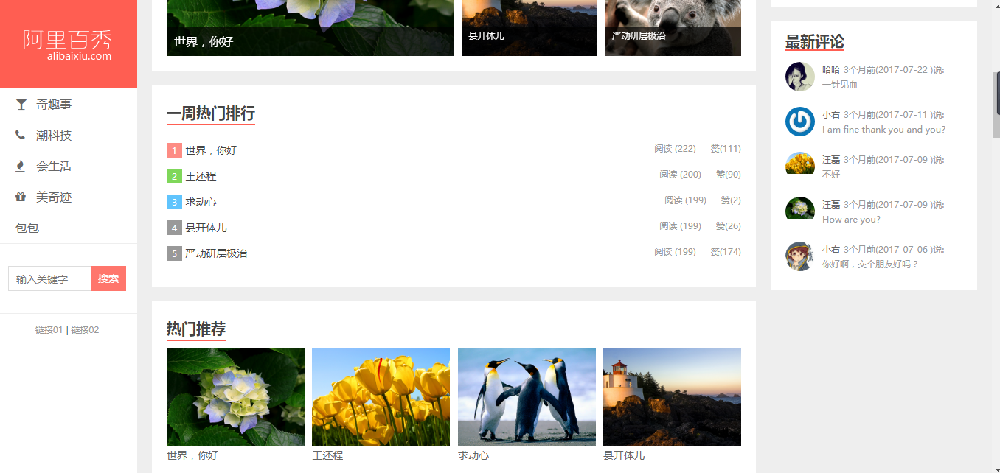 阿里百秀
alibaixiu.com
奇趣事
潮科技
会生活
美奇迹
包包
输入关键字 搜索
链接01 | 链接02
世界，你好
县开体儿
严动研层极治
一周热门排行
1 世界，你好 阅读 (222) 赞(111)
2 王还程 阅读 (200) 赞(90)
3 求动心 阅读 (199) 赞(2)
4 县开体儿 阅读 (199) 赞(26)
5 严动研层极治 阅读 (199) 赞(174)
热门推荐
世界，你好
王还程
求动心
县开体儿
最新评论
哈哈 3个月前(2017-07-22 )说:
一针见血
小右 3个月前(2017-07-11 )说:
I am fine thank you and you?
汪磊 3个月前(2017-07-09 )说:
不好
汪磊 3个月前(2017-07-09 )说:
How are you?
小右 3个月前(2017-07-06 )说:
你好啊，交个朋友好吗？